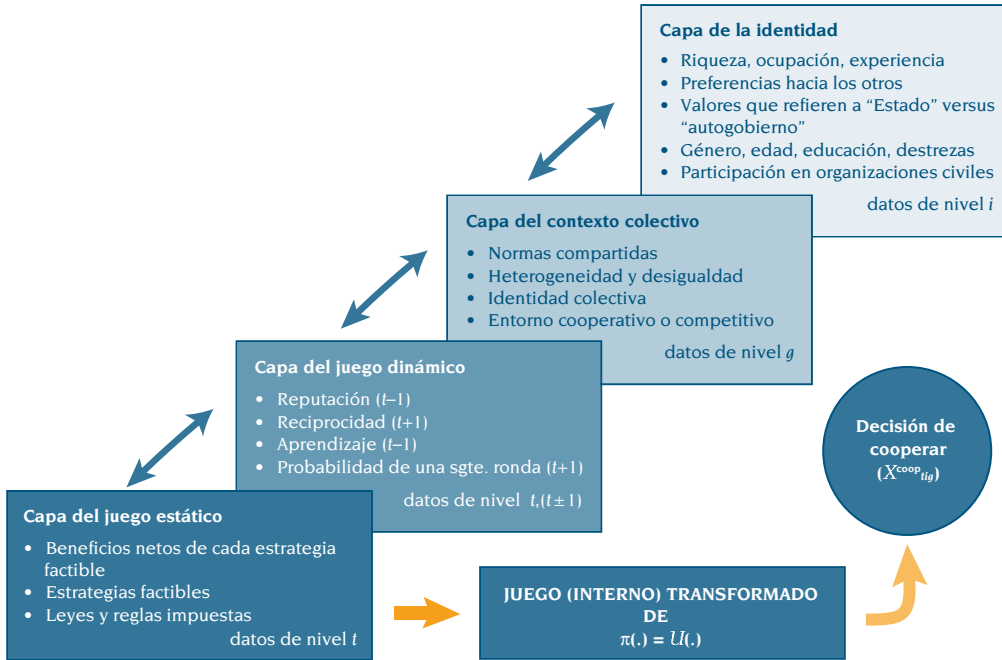 Capa de la identidad
• Riqueza, ocupación, experiencia
• Preferencias hacia los otros
• Valores que refieren a “Estado” versus
“autogobierno”
• Género, edad, educación, destrezas
• Participación en organizaciones civiles
datos de nivel i
Capa del contexto colectivo
• Normas compartidas
• Heterogeneidad y desigualdad
• Identidad colectiva
• Entorno cooperativo o competitivo
datos de nivel g
Capa del juego dinámico
• Reputación (t–1)
• Reciprocidad (t+1)
• Aprendizaje (t–1)
• Probabilidad de una sgte. ronda (t+1)
datos de nivel t,(t±1)
Capa del juego estático
• Beneficios netos de cada estrategia
factible
• Estrategias factibles
• Leyes y reglas impuestas
datos de nivel t
JUEGO (INTERNO) TRANSFORMADO
DE
π(.) = U(.)
Decisión de
cooperar
(X^coop_tig)